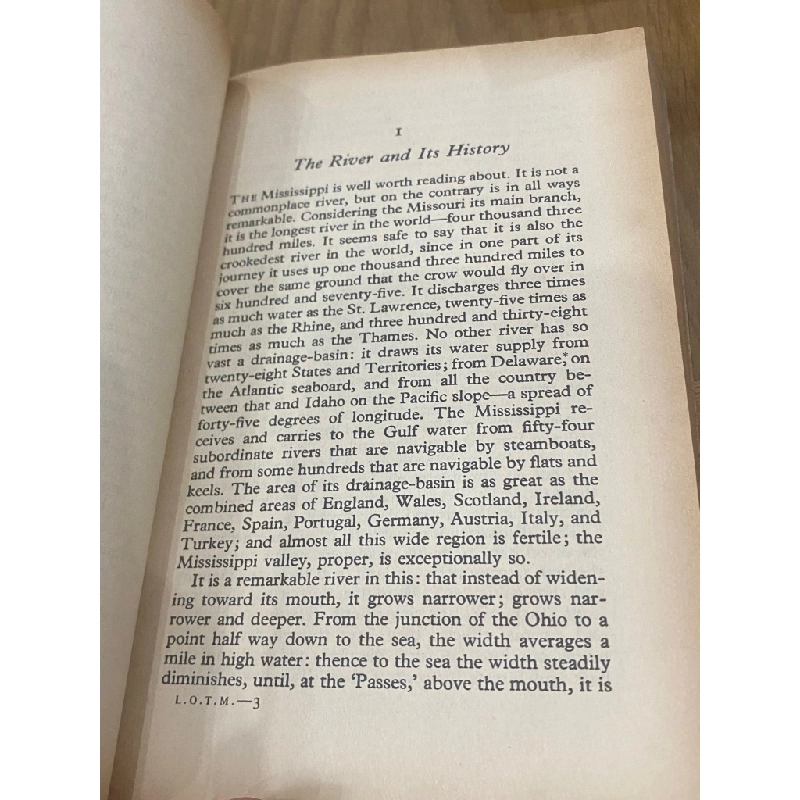 I
The River and Its History
THE Mississippi is well worth reading about. It is not a
commonplace river, but on the contrary is in all ways
remarkable. Considering the Missouri its main branch,
it is the longest river in the world—four thousand three
hundred miles. It seems safe to say that it is also the
crookedest river in the world, since in one part of its
journey it uses up one thousand three hundred miles to
cover the same ground that the crow would fly over in
six hundred and seventy-five. It discharges three times
as much water as the St. Lawrence, twenty-five times as
much as the Rhine, and three hundred and thirty-eight
times as much as the Thames. No other river has so
vast a drainage-basin: it draws its water supply from
twenty-eight States and Territories; from Delaware, on
the Atlantic seaboard, and from all the country be-
tween that and Idaho on the Pacific slope—a spread of
forty-five degrees of longitude. The Mississippi re-
ceives and carries to the Gulf water from fifty-four
subordinate rivers that are navigable by steamboats,
and from some hundreds that are navigable by flats and
keels. The area of its drainage-basin is as great as the
combined areas of England, Wales, Scotland, Ireland,
France, Spain, Portugal, Germany, Austria, Italy, and
Turkey; and almost all this wide region is fertile; the
Mississippi valley, proper, is exceptionally so.
It is a remarkable river in this: that instead of widen-
ing toward its mouth, it grows narrower; grows nar-
rower and deeper. From the junction of the Ohio to a
point half way down to the sea, the width averages a
mile in high water: thence to the sea the width steadily
diminishes, until, at the 'Passes,' above the mouth, it is
L.O.T.M.—3